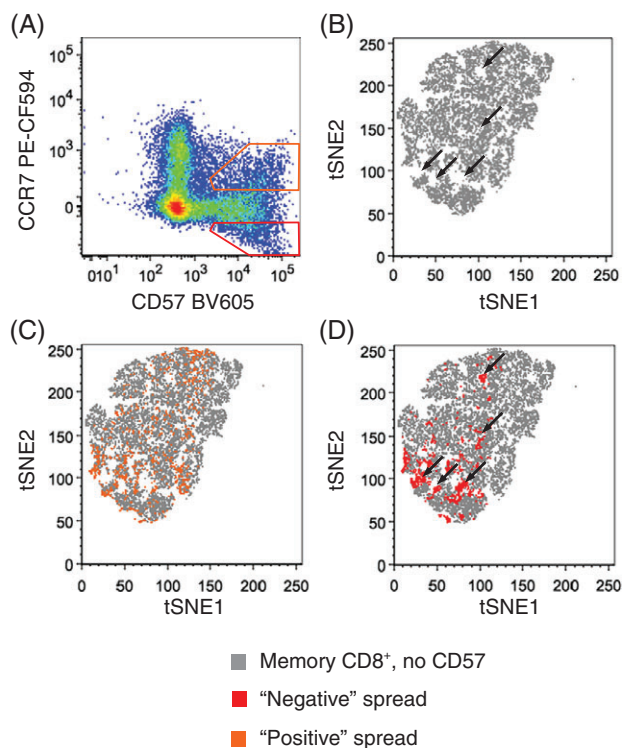 (A)
CCR7 PE-CF594
10⁵
10⁴
10³
0
010¹ 10² 10³ 10⁴ 10⁵
CD57 BV605
(B)
tSNE2
250
200
150
100
50
0
0 50 100 150 200 250
tSNE1
(C)
tSNE2
250
200
150
100
50
0
0 50 100 150 200 250
tSNE1
(D)
tSNE2
250
200
150
100
50
0
0 50 100 150 200 250
tSNE1
Memory CD8⁺, no CD57
“Negative” spread
“Positive” spread